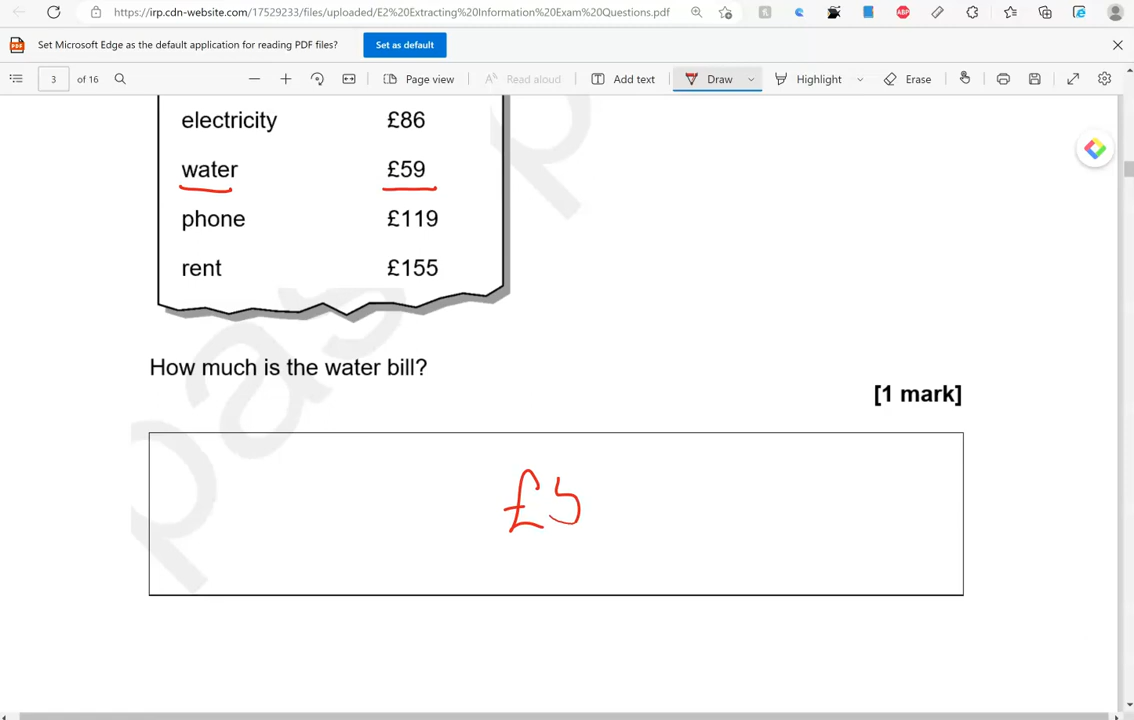 https://irp.cdn-website.com/17529233/files/uploaded/E2%20Extracting%20Information%20Exam%20Questions.pdf
ABP
PDF
Set Microsoft Edge as the default application for reading PDF files?
Set as default
3 of 16
Page view
Read aloud
Add text
Draw
Highlight
Erase
electricity £86
water £59
phone £119
rent £155
How much is the water bill?
[1 mark]
£5